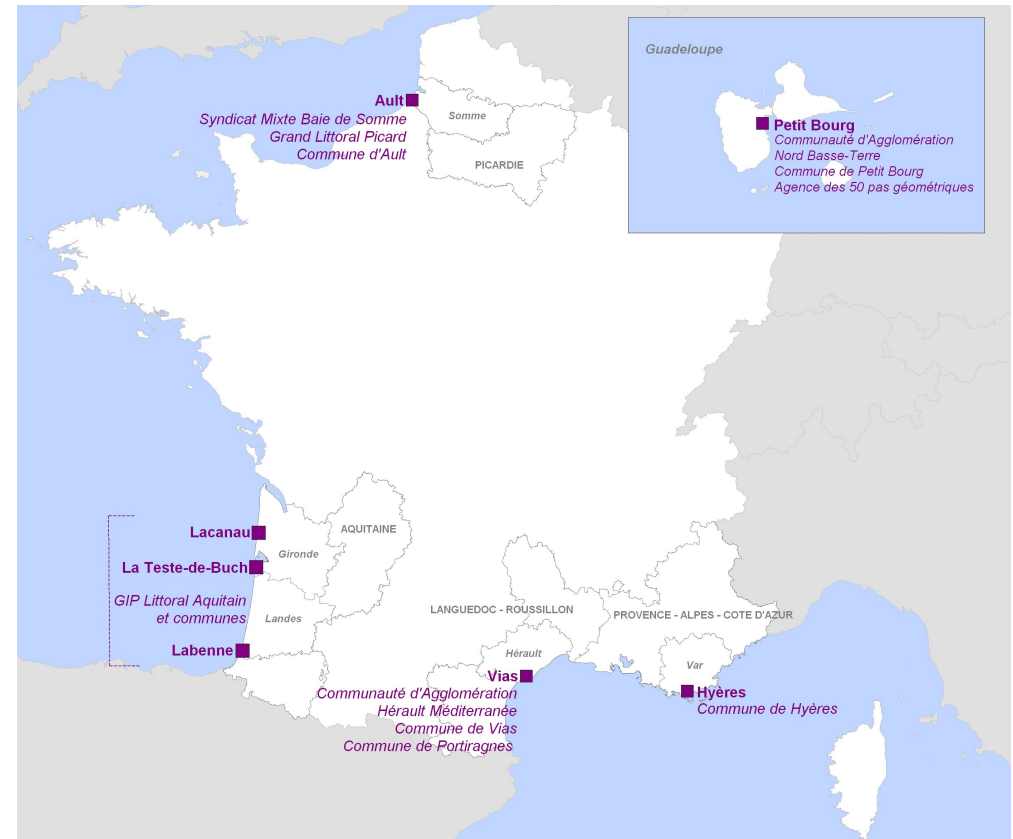 Guadeloupe
Petit Bourg
Communauté d'Agglomération
Nord Basse-Terre
Commune de Petit Bourg
Agence des 50 pas géométriques
Ault
Syndicat Mixte Baie de Somme
Grand Littoral Picard
Commune d'Ault
Somme
PICARDIE
Lacanau
La Teste-de-Buch
GIP Littoral Aquitain
et communes
Labenne
AQUITAINE
Gironde
Landes
LANGUEDOC - ROUSSILLON
Hérault
Vias
Communauté d'Agglomération
Hérault Méditerranée
Commune de Vias
Commune de Portiragnes
PROVENCE - ALPES - COTE D'AZUR
Var
Hyères
Commune de Hyères